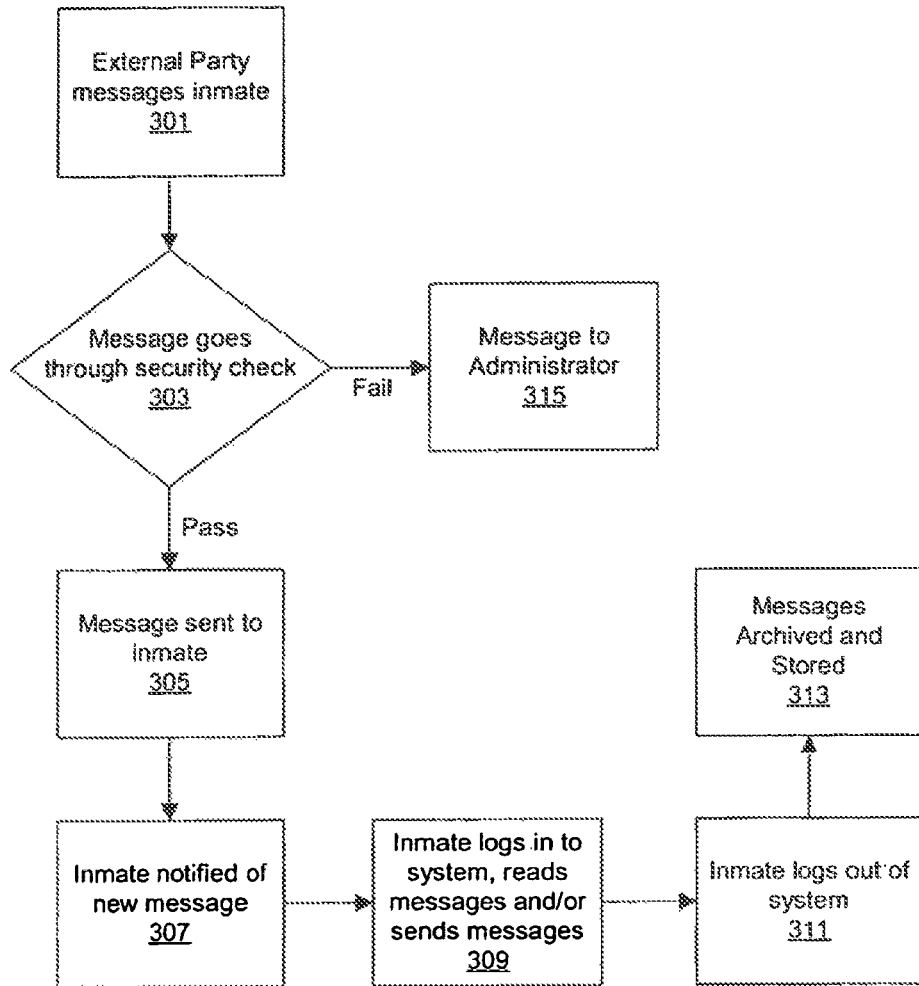 External Party
messages inmate
301
Message goes
through security check
303
Fail
Message to
Administrator
315
Pass
Message sent to
Inmate
305
Messages
Archived and
Stored
313
Inmate notified of
new message
307
Inmate logs in to
system, reads
messages and/or
sends messages
309
Inmate logs out of
system
311